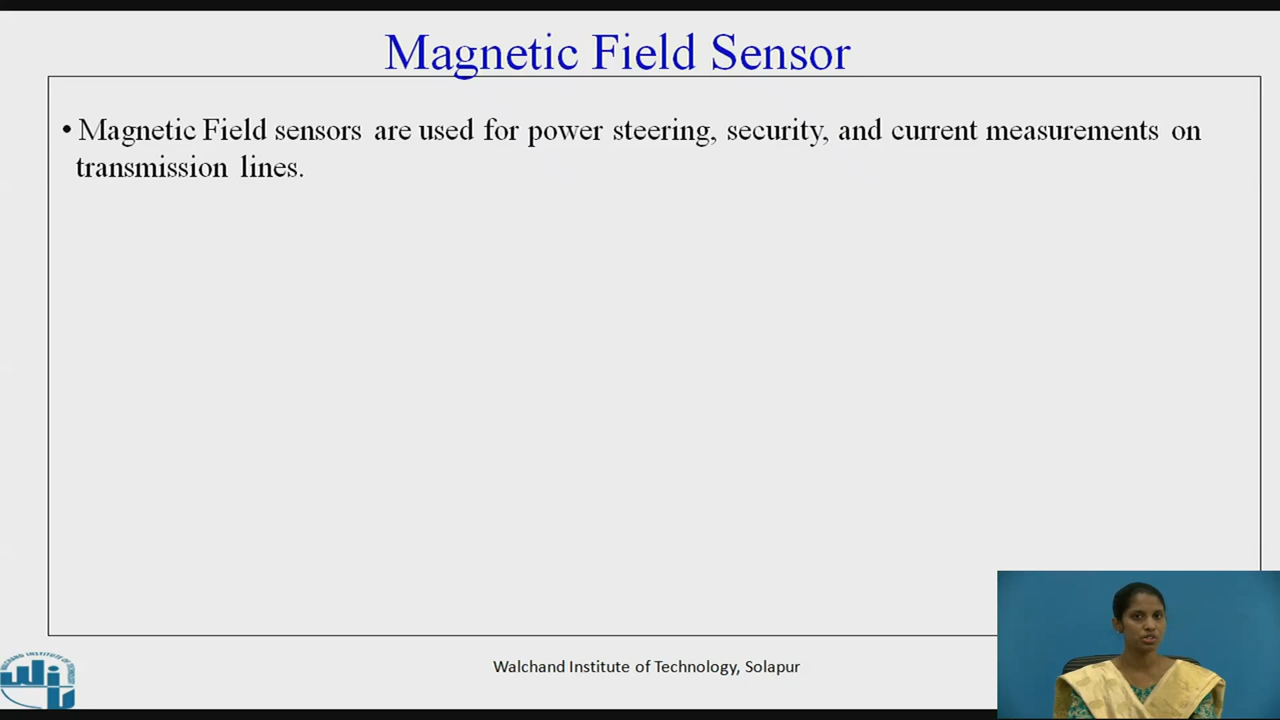 Magnetic Field Sensor
• Magnetic Field sensors are used for power steering, security, and current measurements on
transmission lines.
Walchand Institute of Technology, Solapur